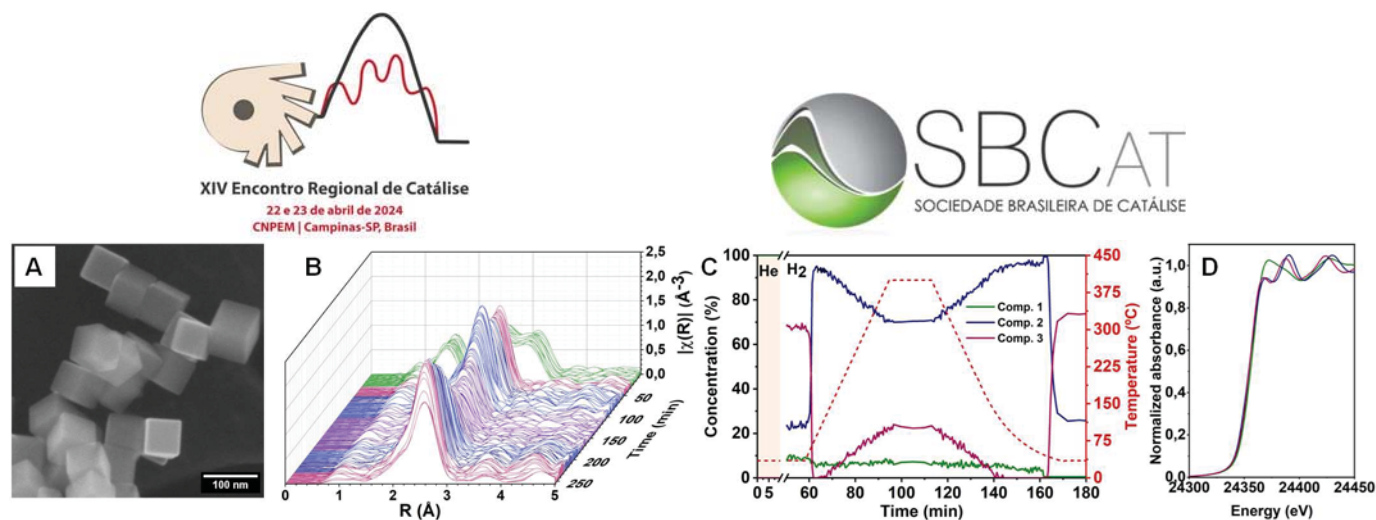 XIV Encontro Regional de Catálise
22 e 23 de abril de 2024
CNPEM | Campinas-SP, Brasil
SBCAT
SOCIEDADE BRASILEIRA DE CATÁLISE
A
100 nm
B
2,5
2,0
1,5
1,0
0,5
0,0
|χ(R)| (Å-3)
50
100
150
200
250
Time (min)
0 1 2 3 4 5
R (Å)
C
He H2
100
80
60
40
20
0
Concentration (%)
Comp. 1
Comp. 2
Comp. 3
450
375
300
225
150
75
0
Temperature (ºC)
0 5 60 80 100 120 140 160 180
Time (min)
D
1,0
0,8
0,6
0,4
0,2
0,0
Normalized absorbance (a.u.)
24300 24350 24400 24450
Energy (eV)